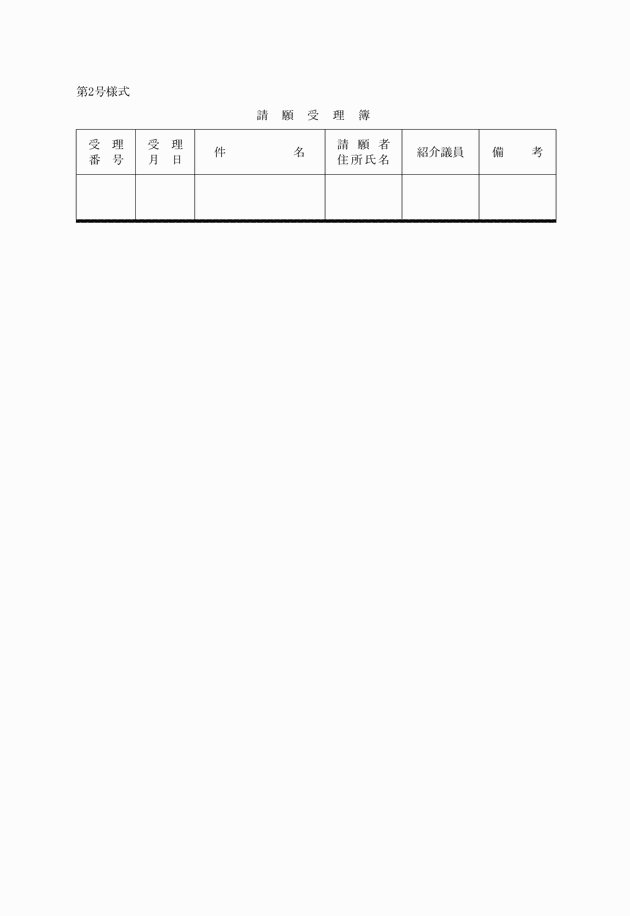 第2号様式
請願受理簿
受理番号
受理月日
件名
請願者住所氏名
紹介議員
備考